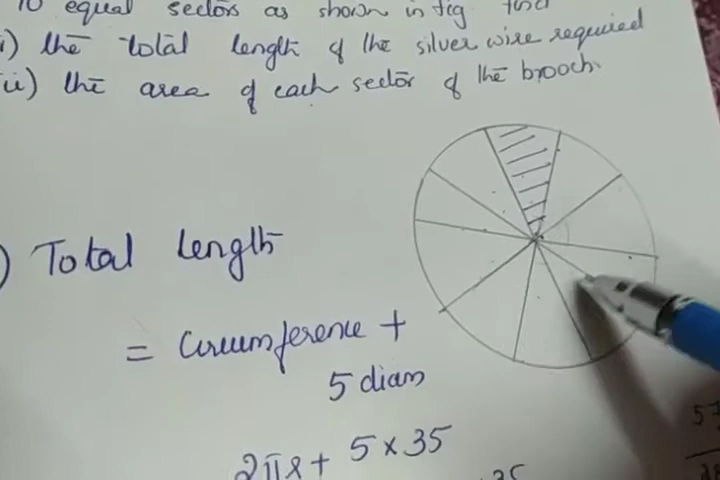 10 equal sectors as shown in fig find
i) the total length of the silver wire required
ii) the area of each sector of the brooch.
) Total length
= Circumference +
5 diam
2πr + 5 × 35